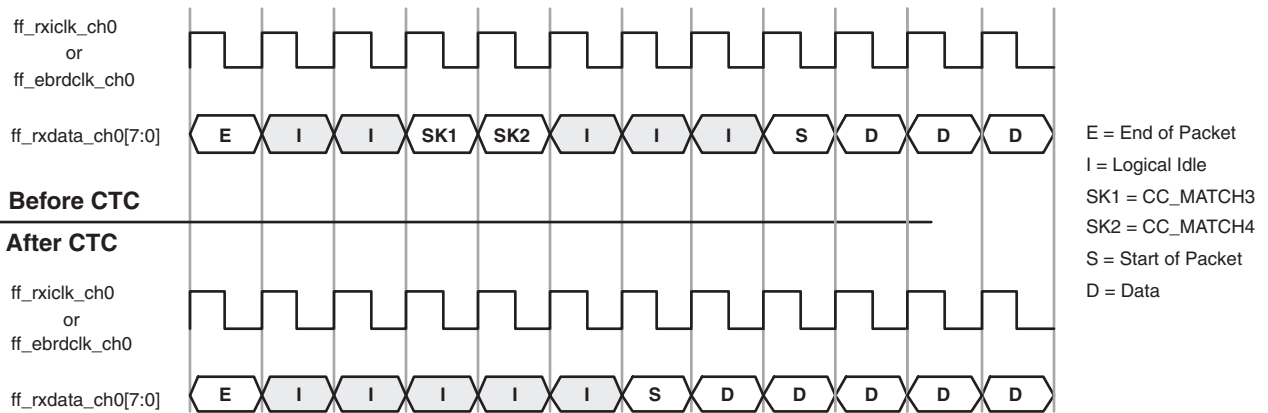 ff_rxiclk_ch0
or
ff_ebrdclk_ch0
ff_rxdata_ch0[7:0] E I I SK1 SK2 I I I S D D D
E = End of Packet
I = Logical Idle
SK1 = CC_MATCH3
SK2 = CC_MATCH4
S = Start of Packet
D = Data
Before CTC
After CTC
ff_rxiclk_ch0
or
ff_ebrdclk_ch0
ff_rxdata_ch0[7:0] E I I I I I S D D D D D